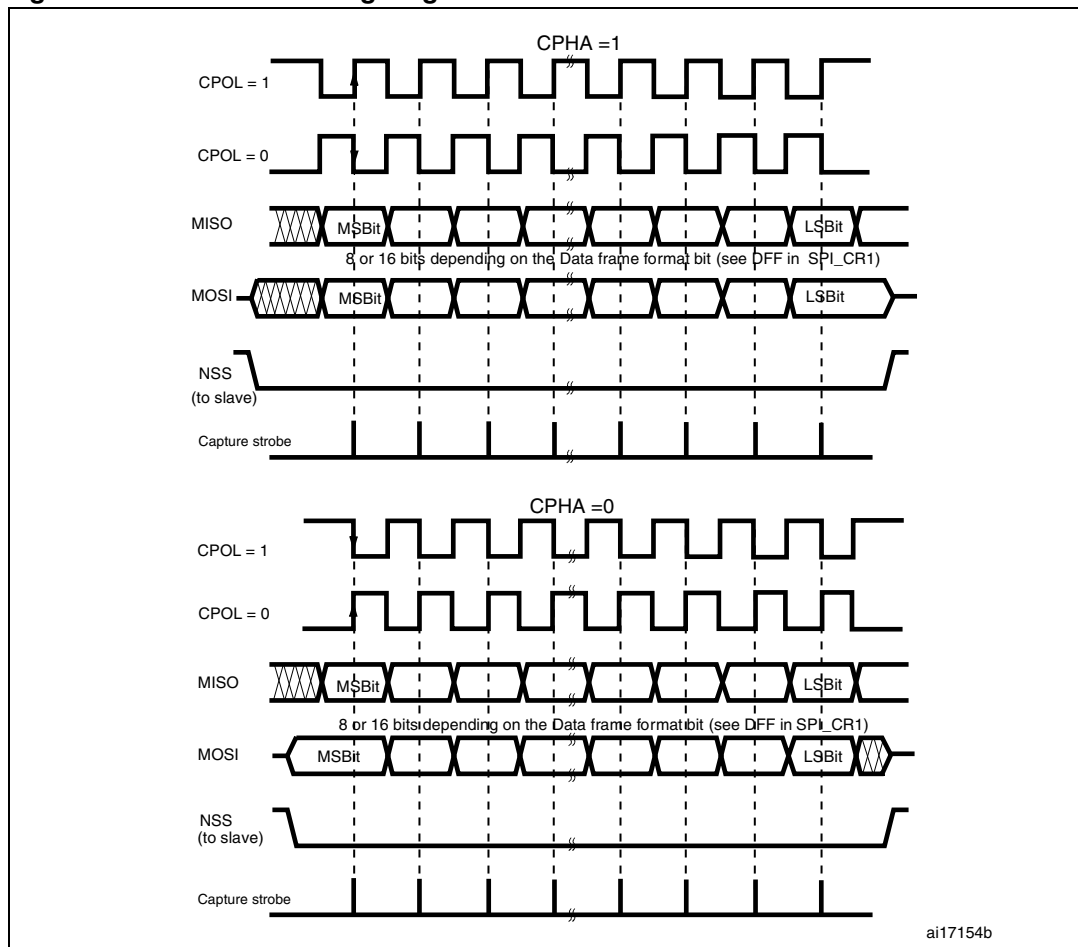 CPHA =1
CPOL = 1
CPOL = 0
MISO
MSBit
LSBit
8 or 16 bits depending on the Data frame format bit (see DFF in SPI_CR1)
MOSI
MSBit
LSBit
NSS
(to slave)
Capture strobe
CPHA =0
CPOL = 1
CPOL = 0
MISO
MSBit
LSBit
8 or 16 bits depending on the Data frame format bit (see DFF in SPI_CR1)
MOSI
MSBit
LSBit
NSS
(to slave)
Capture strobe
ai17154b